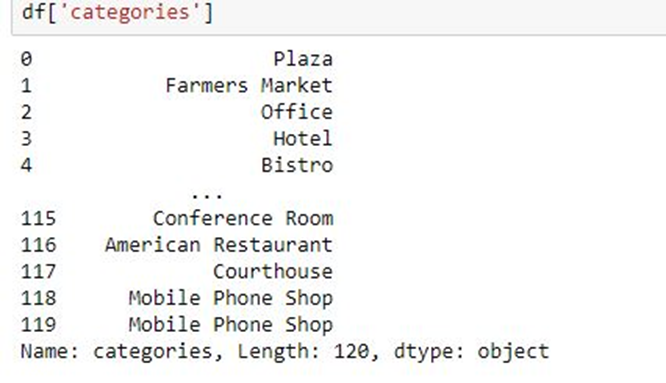 df['categories']
0 Plaza
1 Farmers Market
2 Office
3 Hotel
4 Bistro
...
115 Conference Room
116 American Restaurant
117 Courthouse
118 Mobile Phone Shop
119 Mobile Phone Shop
Name: categories, Length: 120, dtype: object